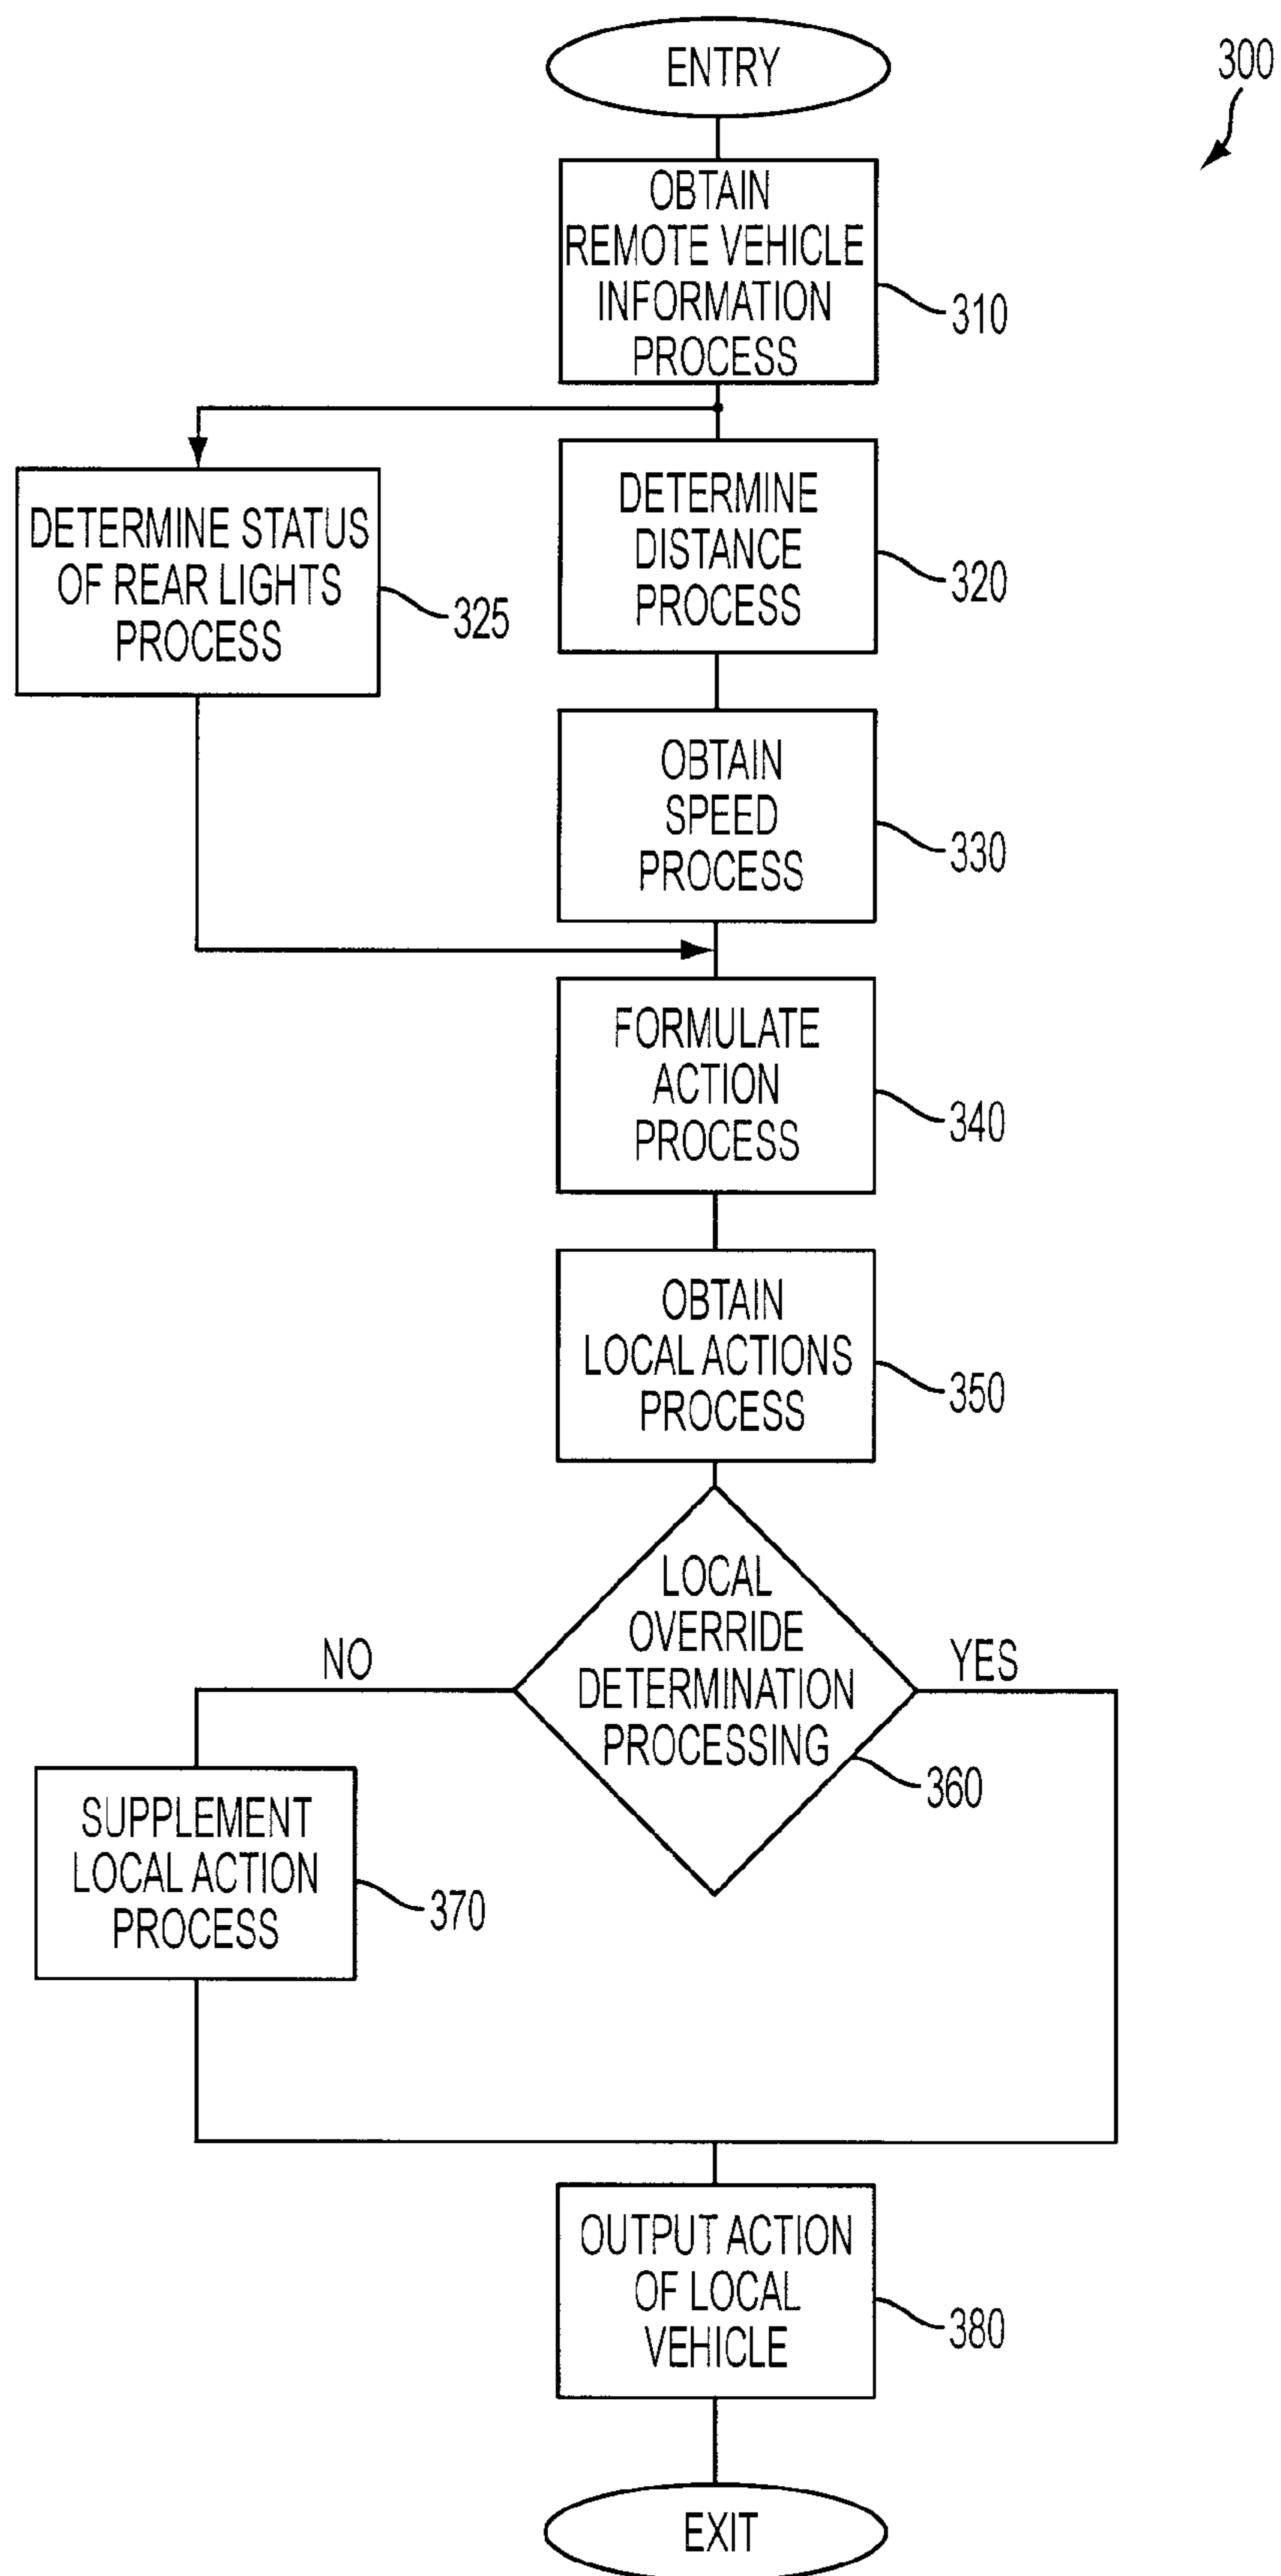 ENTRY
300
OBTAIN
REMOTE VEHICLE
INFORMATION
PROCESS
310
DETERMINE STATUS
OF REAR LIGHTS
PROCESS
325
DETERMINE
DISTANCE
PROCESS
320
OBTAIN
SPEED
PROCESS
330
FORMULATE
ACTION
PROCESS
340
OBTAIN
LOCAL ACTIONS
PROCESS
350
LOCAL
OVERRIDE
DETERMINATION
PROCESSING
360
NO
YES
SUPPLEMENT
LOCAL ACTION
PROCESS
370
OUTPUT ACTION
OF LOCAL
VEHICLE
380
EXIT